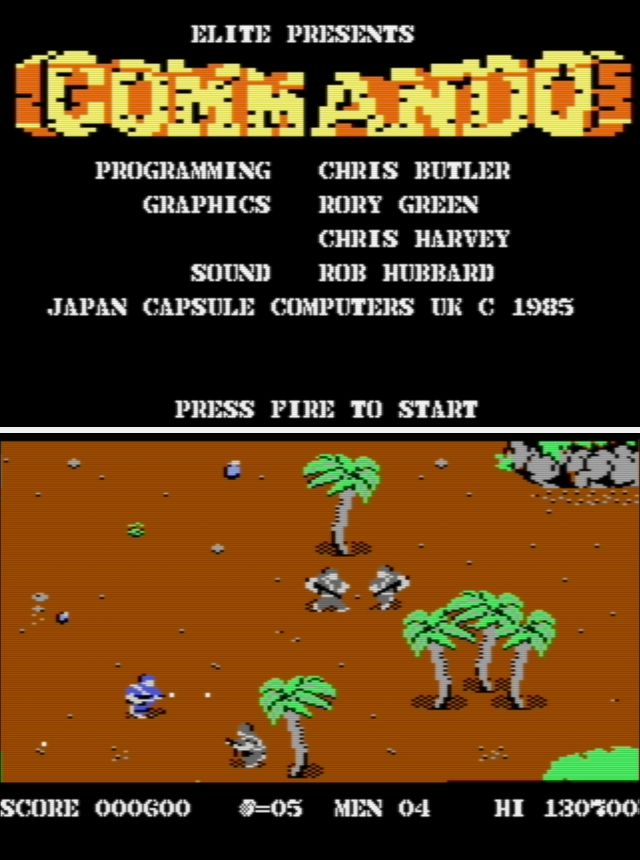 ELITE PRESENTS
COMMANDO
PROGRAMMING CHRIS BUTLER
GRAPHICS RORY GREEN
CHRIS HARVEY
SOUND ROB HUBBARD
JAPAN CAPSULE COMPUTERS UK C 1985
PRESS FIRE TO START
SCORE 000600 =05 MEN 04 HI 130700